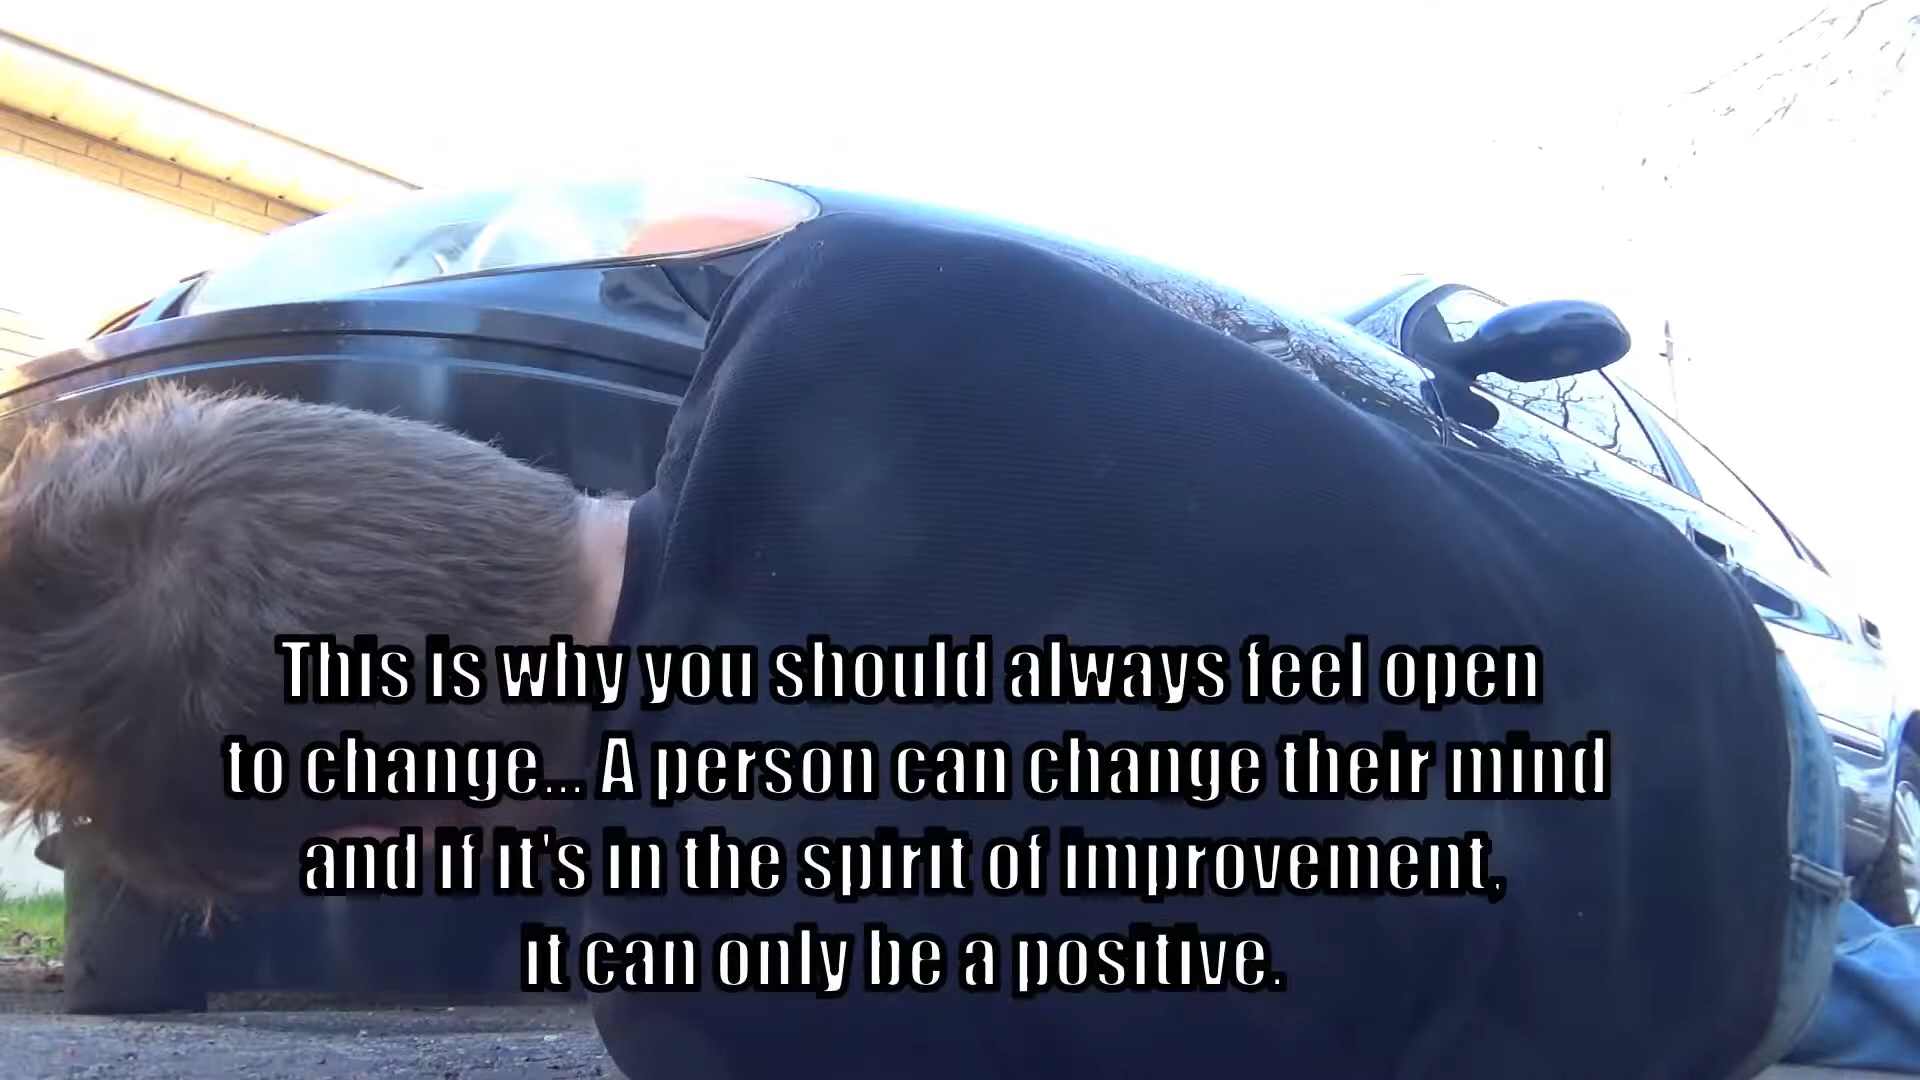 This is why you should always feel open
to change... A person can change their mind
and if it's in the spirit of improvement,
it can only be a positive.